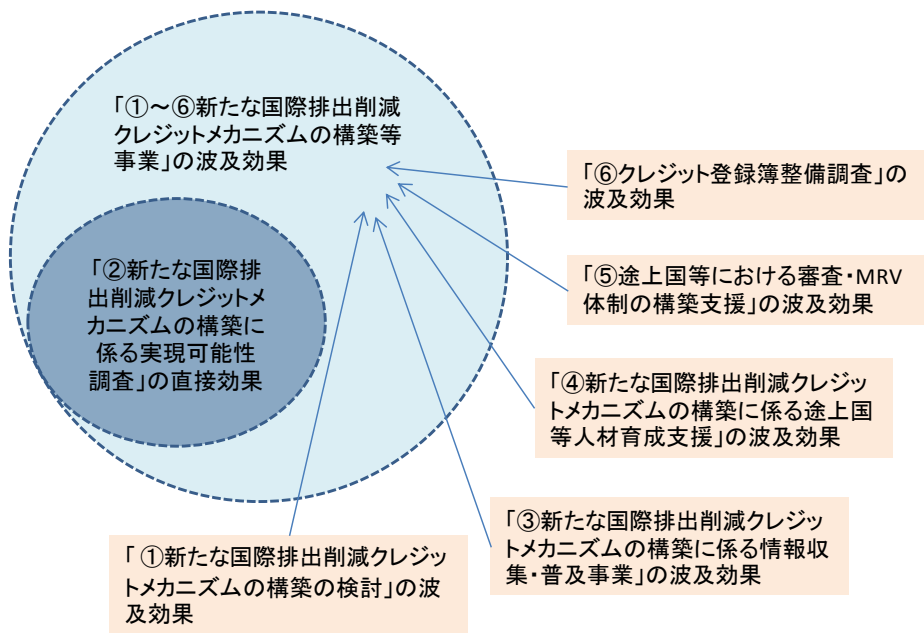 「①～⑥新たな国際排出削減
クレジットメカニズムの構築等
事業」の波及効果
「②新たな国際排
出削減クレジットメ
カニズムの構築に
係る実現可能性
調査」の直接効果
「⑥クレジット登録簿整備調査」の
波及効果
「⑤途上国等における審査・MRV
体制の構築支援」の波及効果
「④新たな国際排出削減クレジッ
トメカニズムの構築に係る途上国
等人材育成支援」の波及効果
「③新たな国際排出削減クレジッ
トメカニズムの構築に係る情報収
集・普及事業」の波及効果
「 ①新たな国際排出削減クレジッ
トメカニズムの構築の検討」の波
及効果